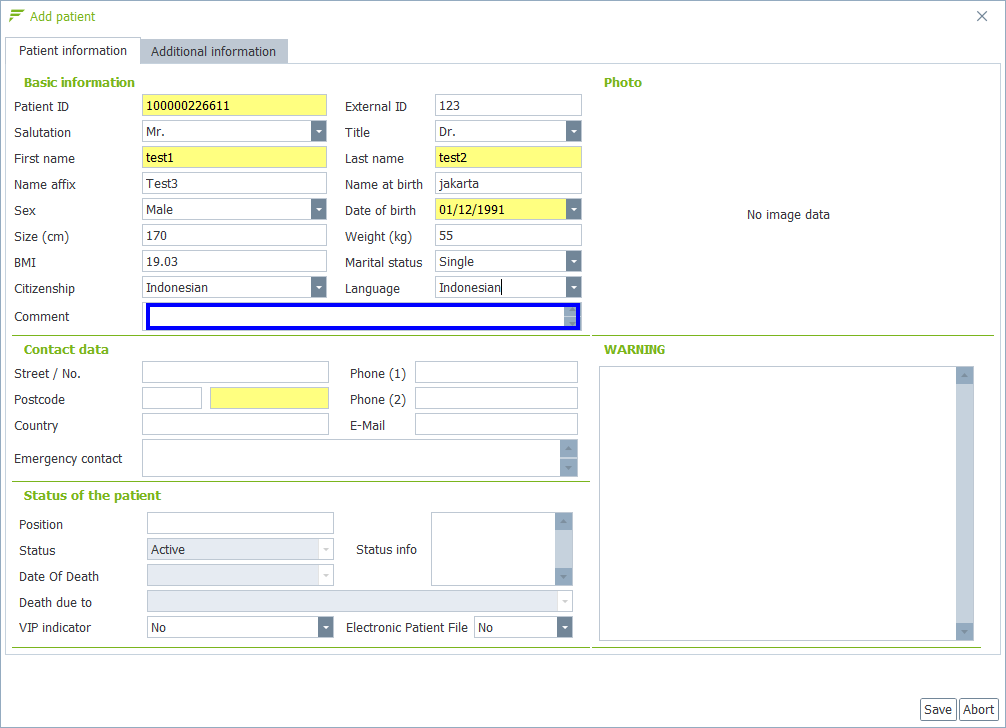 Add patient
Patient information Additional information
Basic information
Patient ID 100000226611 External ID 123
Salutation Mr. Title Dr.
First name test1 Last name test2
Name affix Test3 Name at birth jakarta
Sex Male Date of birth 01/12/1991
Size (cm) 170 Weight (kg) 55
BMI 19.03 Marital status Single
Citizenship Indonesian Language Indonesian
Comment
Photo
No image data
Contact data
Street / No. Phone (1)
Postcode Phone (2)
Country E-Mail
Emergency contact
WARNING
Status of the patient
Position
Status Active Status info
Date Of Death
Death due to
VIP indicator No Electronic Patient File No
Save Abort